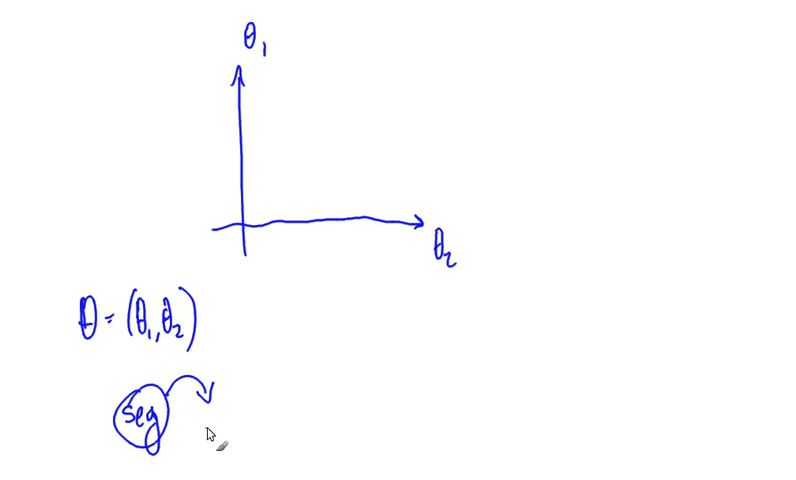 θ₁
θ₂
θ = (θ₁, θ₂)
seg